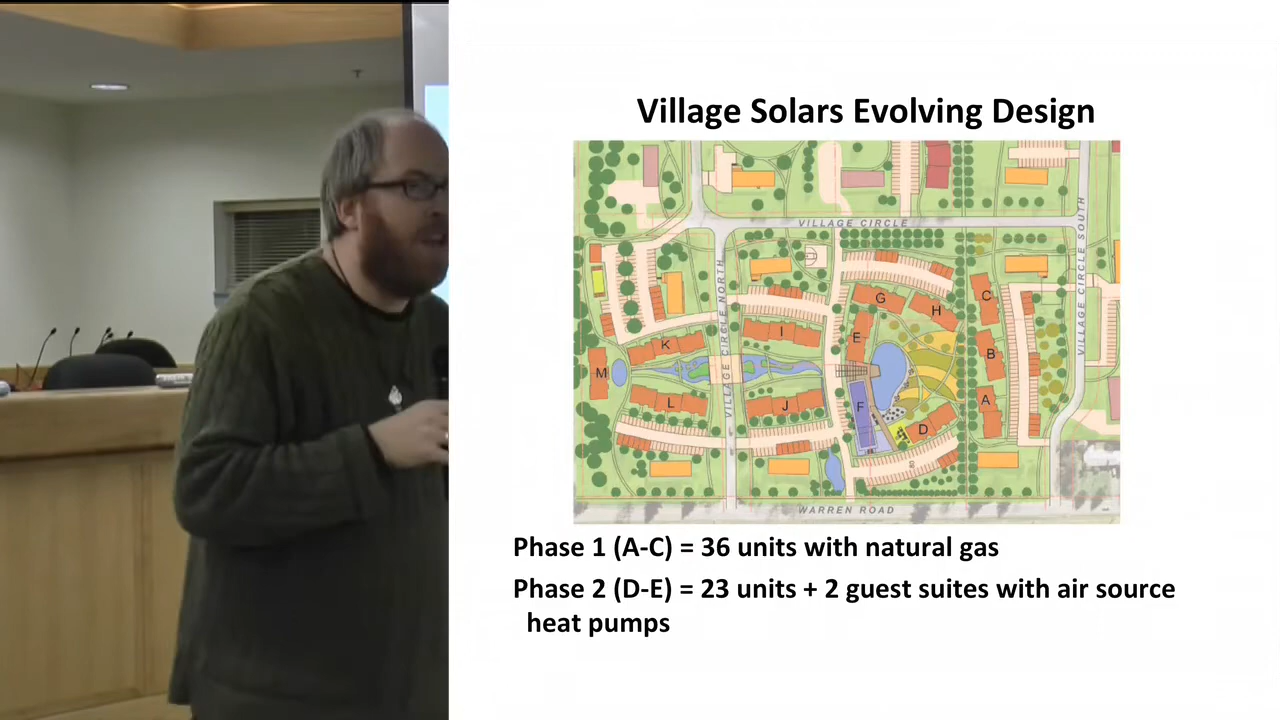 Village Solars Evolving Design
VILLAGE CIRCLE
VILLAGE CIRCLE SOUTH
VILLAGE CIRCLE NORTH
C
G
H
I
E
K
B
M
A
L
J
F
D
WARREN ROAD
Phase 1 (A-C) = 36 units with natural gas
Phase 2 (D-E) = 23 units + 2 guest suites with air source
heat pumps